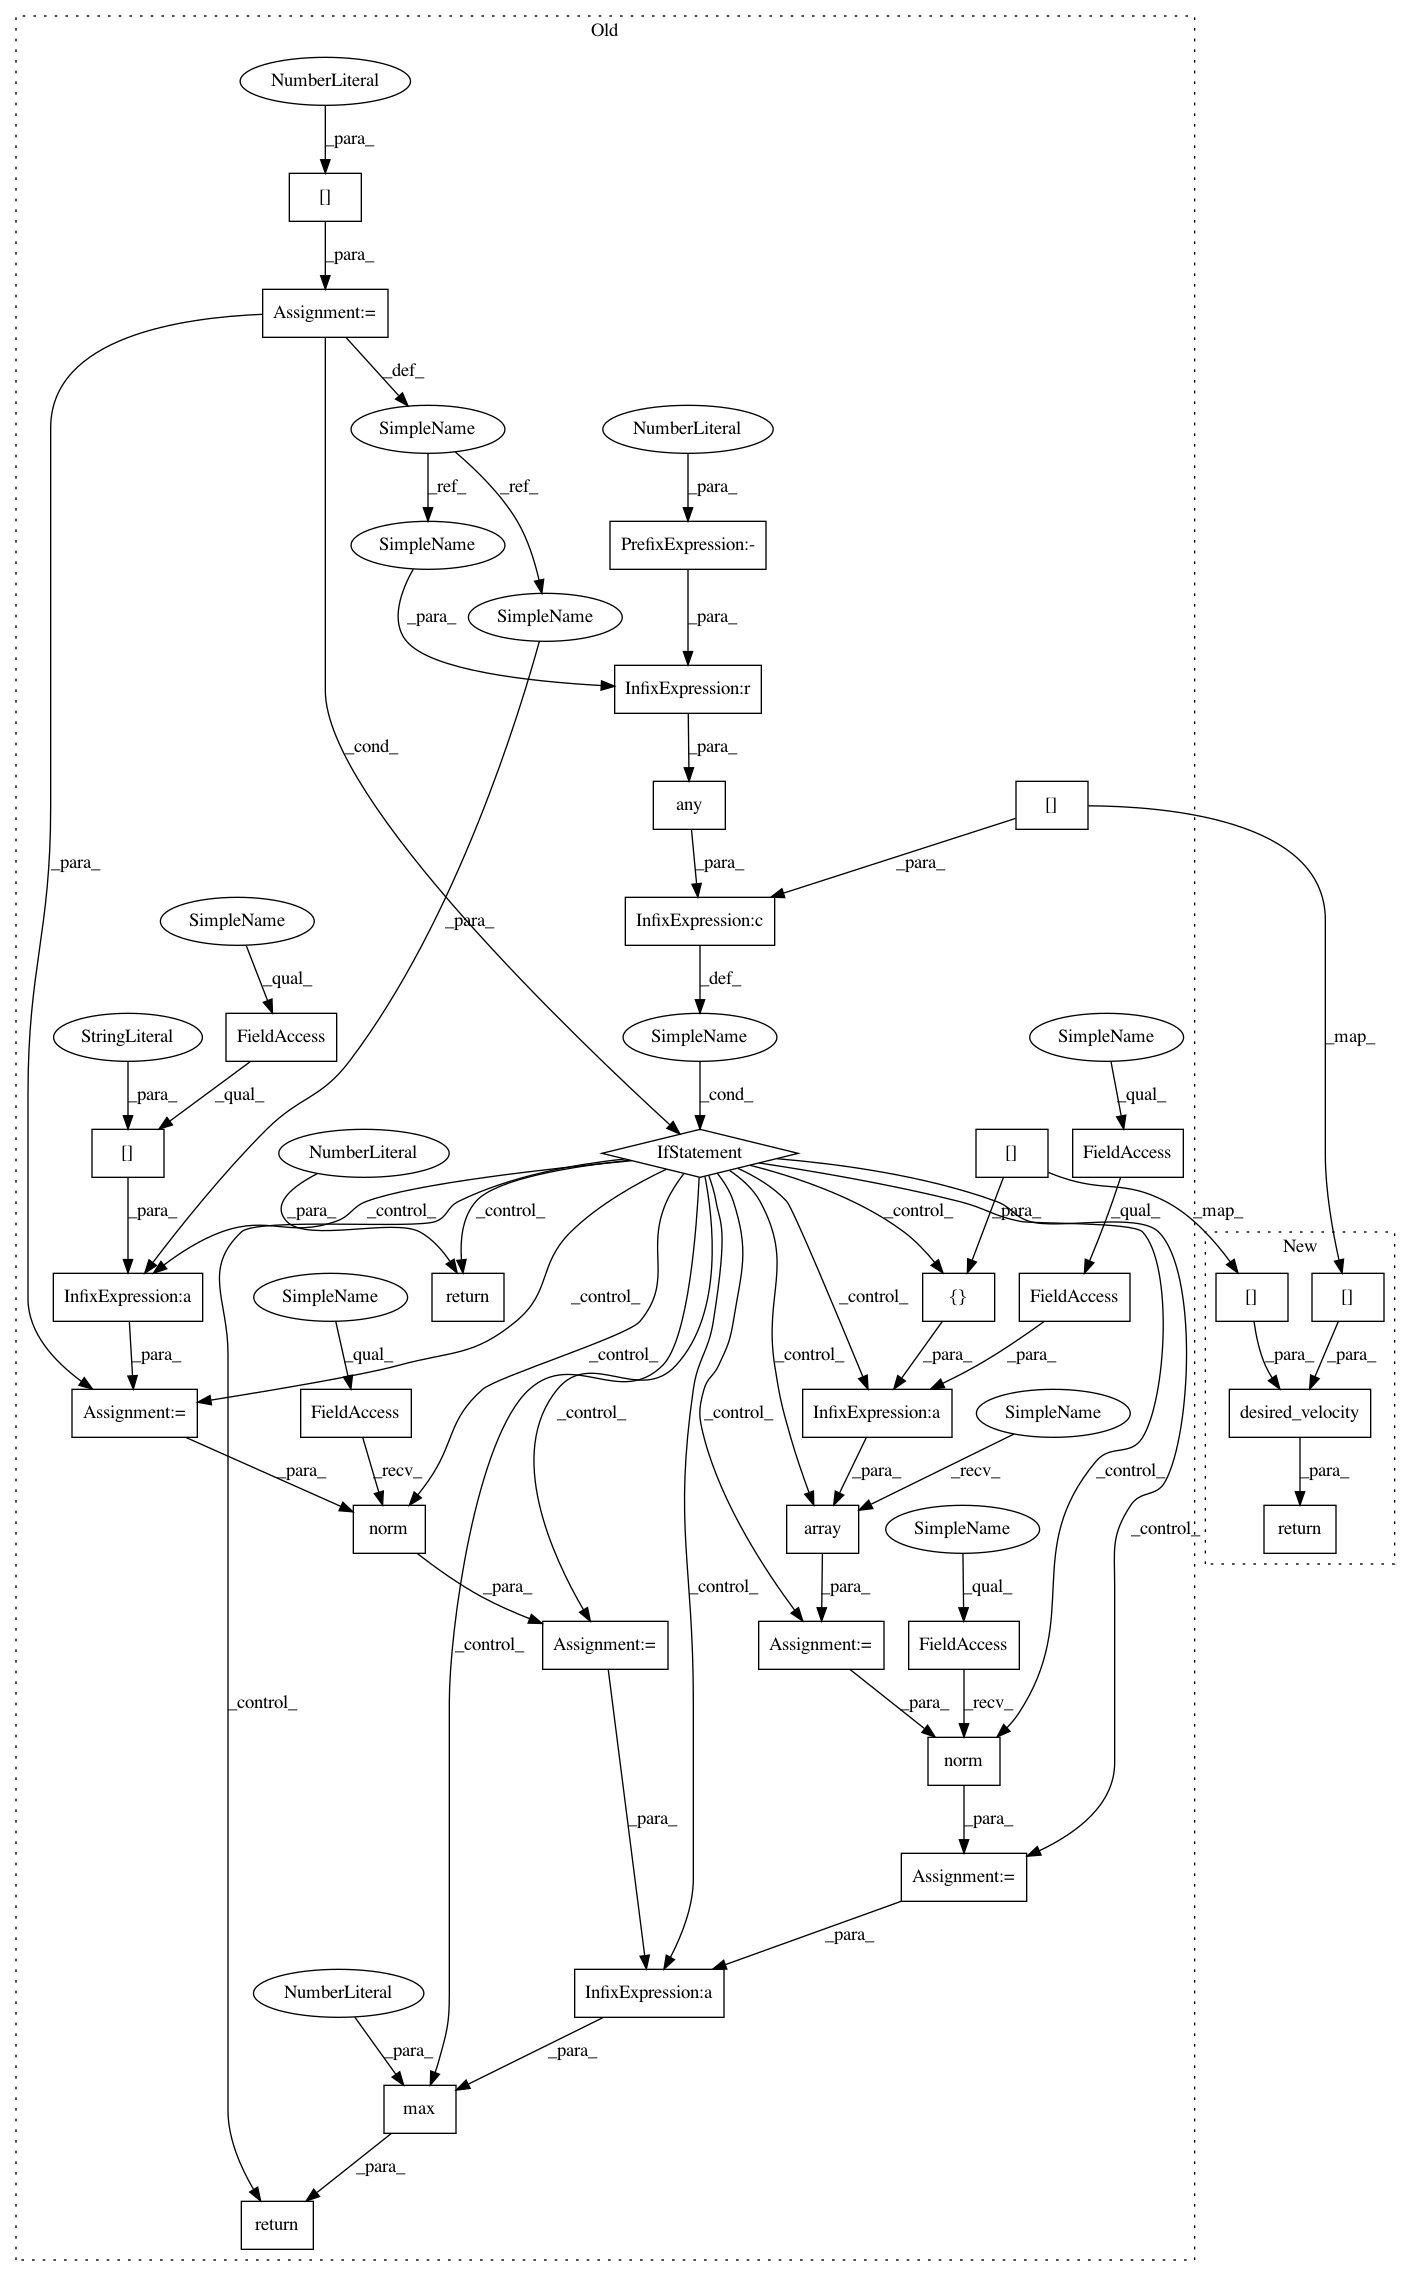 Old
NumberLiteral
_para_
[]
_para_
Assignment:=
_def_
SimpleName
NumberLiteral
_ref_
_ref_
_para_
SimpleName
PrefixExpression:-
SimpleName
_para_
_para_
InfixExpression:r
_cond_
_para_
any
[]
_para_
_para_
_para_
SimpleName
InfixExpression:c
_para_
_qual_
_def_
StringLiteral
FieldAccess
SimpleName
SimpleName
_map_
_para_
_qual_
_cond_
_qual_
[]
NumberLiteral
IfStatement
[]
FieldAccess
_para_
_para_
_control_
_control_
_control_
_para_
_qual_
_map_
New
InfixExpression:a
SimpleName
return
{}
FieldAccess
[]
[]
_control_
_control_
_para_
_qual_
_control_
_control_
_para_
_para_
_para_
_para_
Assignment:=
FieldAccess
InfixExpression:a
SimpleName
desired_velocity
_para_
_recv_
_control_
_control_
_para_
_recv_
_control_
_para_
norm
array
SimpleName
return
_control_
_para_
_control_
_para_
_qual_
Assignment:=
Assignment:=
FieldAccess
_control_
_control_
_para_
_recv_
norm
_para_
_para_
Assignment:=
_para_
NumberLiteral
InfixExpression:a
_para_
_para_
max
_para_
return